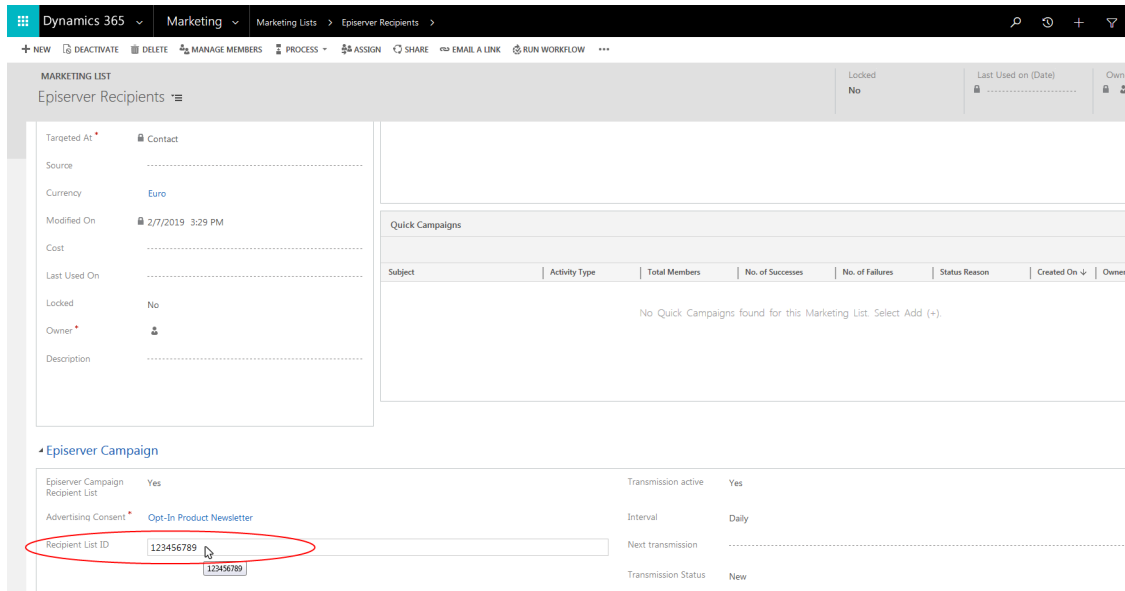 Dynamics 365 Marketing Marketing Lists > Episerver Recipients >
NEW DEACTIVATE DELETE MANAGE MEMBERS PROCESS ASSIGN SHARE EMAIL A LINK RUN WORKFLOW
MARKETING LIST
Episerver Recipients
Locked
No
Last Used on (Date)
Own
Targeted At *
Contact
Source
Currency
Euro
Modified On
2/7/2019 3:29 PM
Cost
Last Used On
Locked
No
Owner *
Description
Quick Campaigns
Subject Activity Type Total Members No. of Successes No. of Failures Status Reason Created On ↓ Owner
No Quick Campaigns found for this Marketing List. Select Add (+).
Episerver Campaign
Episerver Campaign
Recipient List
Yes
Advertising Consent *
Opt-In Product Newsletter
Recipient List ID
123456789
123456789
Transmission active
Yes
Interval
Daily
Next transmission
Transmission Status
New